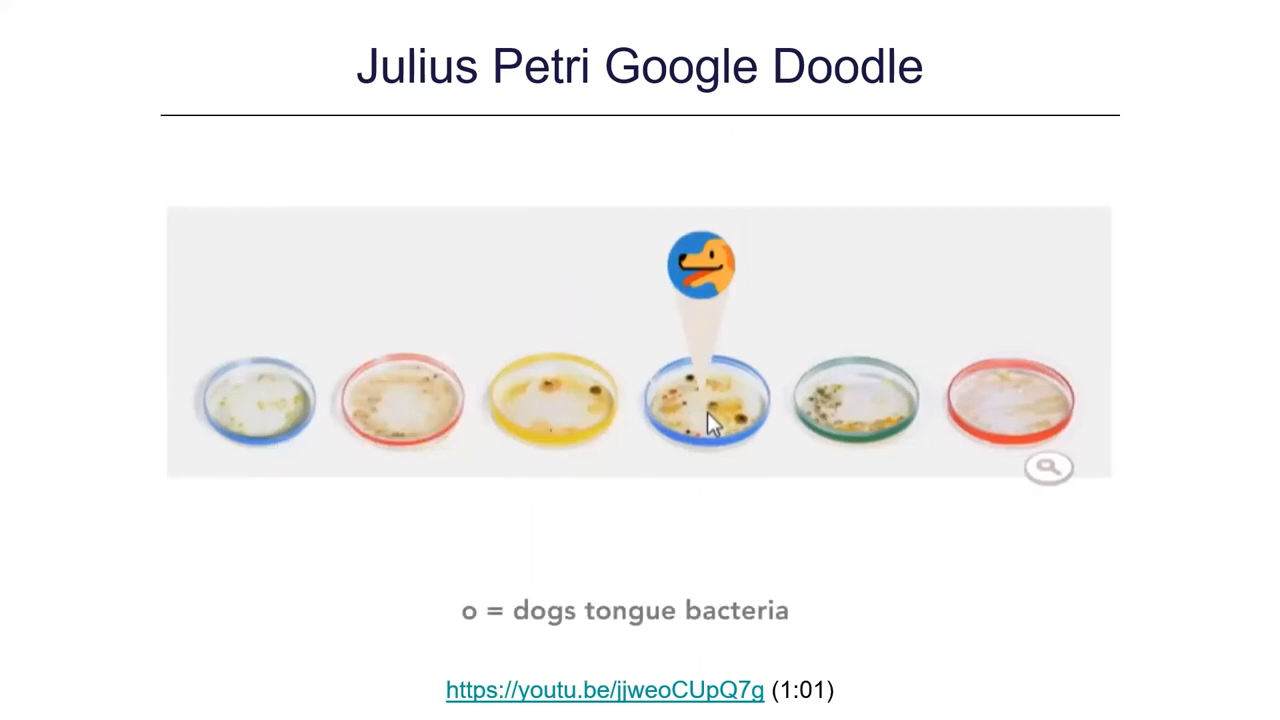 Julius Petri Google Doodle
o = dogs tongue bacteria
https://youtu.be/jjweoCUpQ7g (1:01)